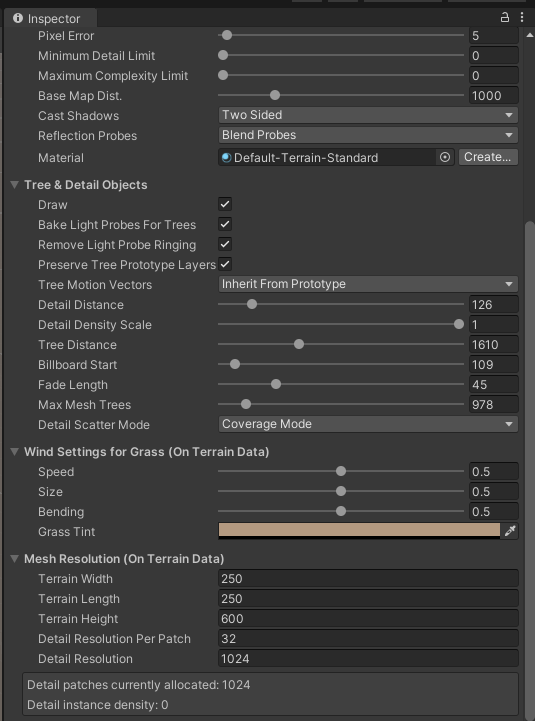 Inspector
Pixel Error 5
Minimum Detail Limit 0
Maximum Complexity Limit 0
Base Map Dist. 1000
Cast Shadows Two Sided
Reflection Probes Blend Probes
Material Default-Terrain-Standard Create...
Tree & Detail Objects
Draw
Bake Light Probes For Trees
Remove Light Probe Ringing
Preserve Tree Prototype Layers
Tree Motion Vectors Inherit From Prototype
Detail Distance 126
Detail Density Scale 1
Tree Distance 1610
Billboard Start 109
Fade Length 45
Max Mesh Trees 978
Detail Scatter Mode Coverage Mode
Wind Settings for Grass (On Terrain Data)
Speed 0.5
Size 0.5
Bending 0.5
Grass Tint
Mesh Resolution (On Terrain Data)
Terrain Width 250
Terrain Length 250
Terrain Height 600
Detail Resolution Per Patch 32
Detail Resolution 1024
Detail patches currently allocated: 1024
Detail instance density: 0